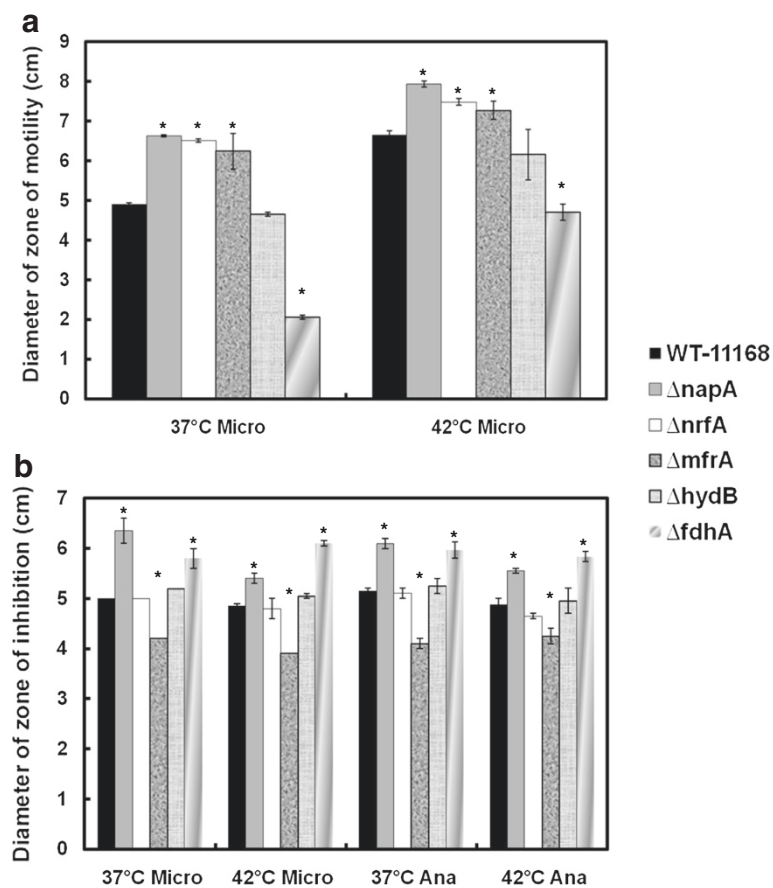 a
Diameter of zone of motility (cm)
9
8
7
6
5
4
3
2
1
0
* * * * * * * *
37°C Micro 42°C Micro
WT-11168
ΔnapA
ΔnrfA
ΔmfrA
ΔhydB
ΔfdhA
b
Diameter of zone of inhibition (cm)
7
6
5
4
3
2
1
0
* * * * * * * * * * * *
37°C Micro 42°C Micro 37°C Ana 42°C Ana